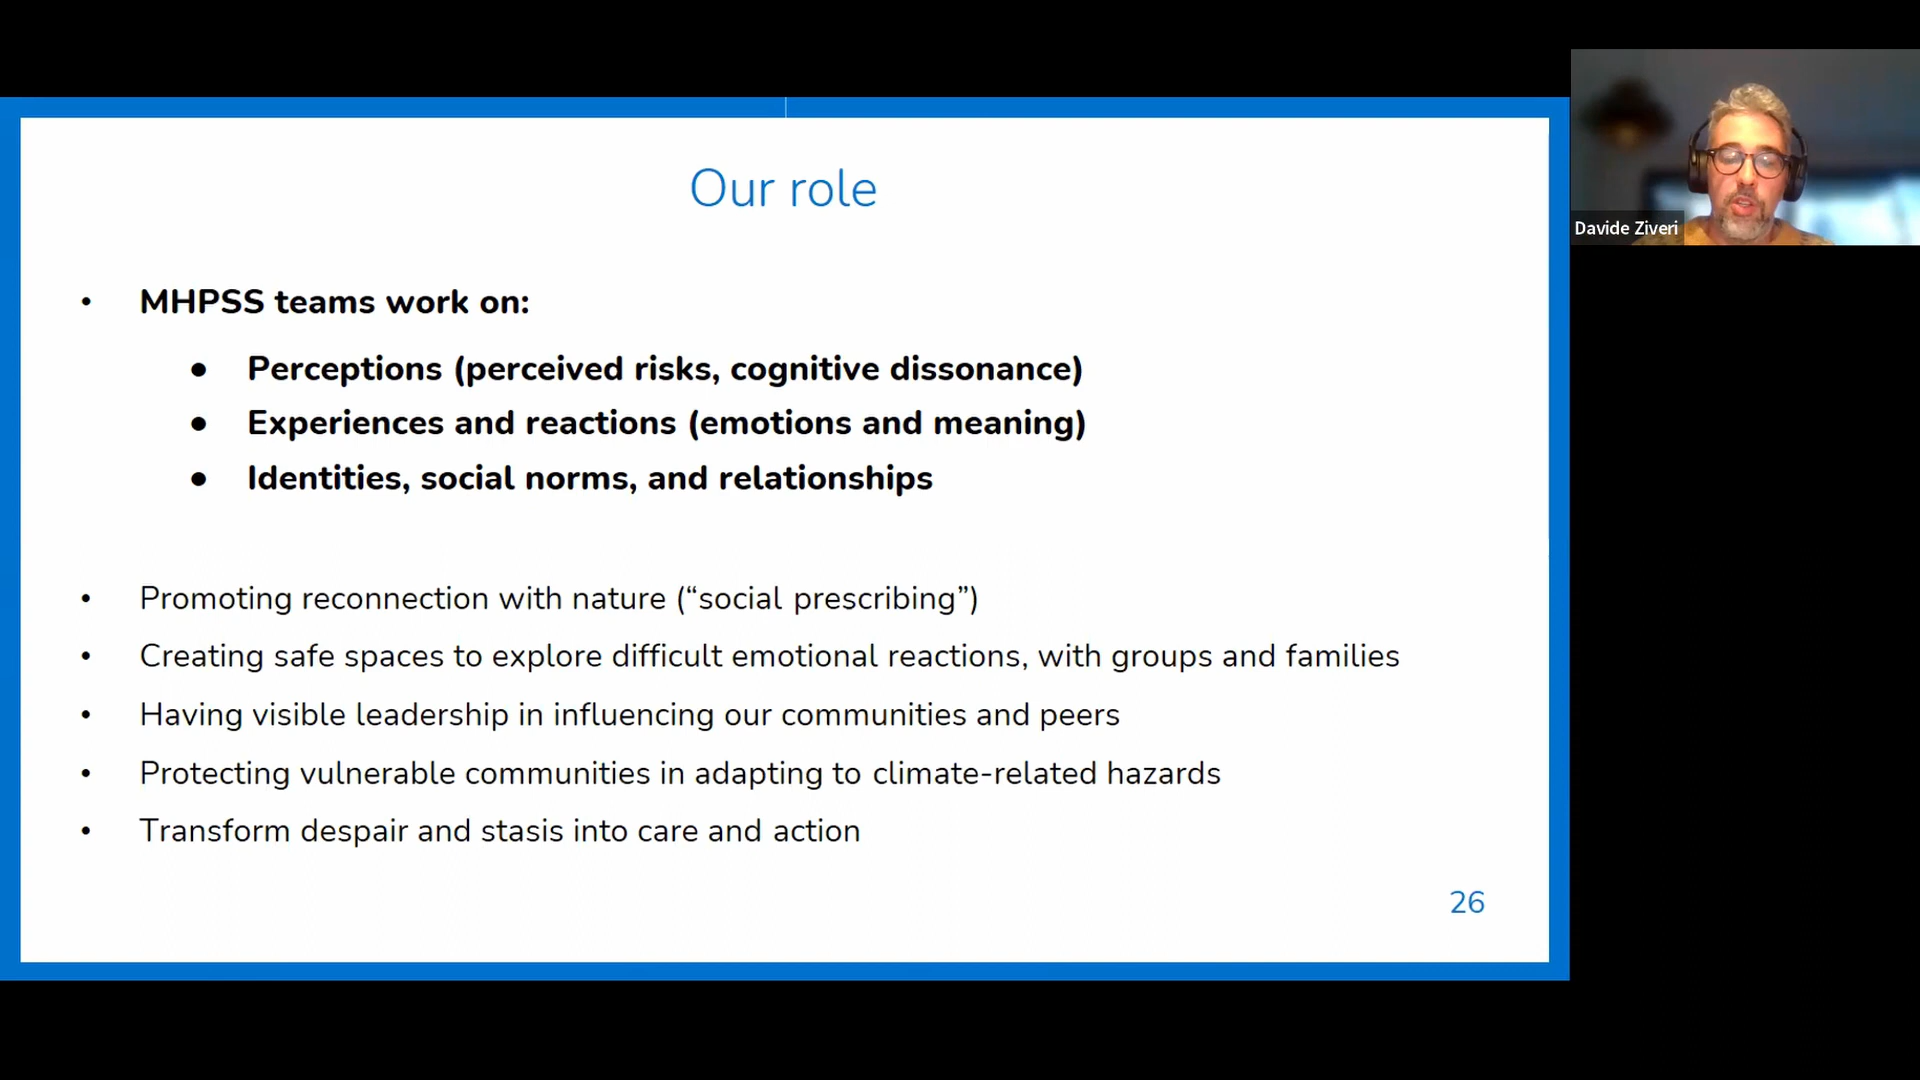 Our role
• MHPSS teams work on:
● Perceptions (perceived risks, cognitive dissonance)
● Experiences and reactions (emotions and meaning)
● Identities, social norms, and relationships
• Promoting reconnection with nature (“social prescribing”)
• Creating safe spaces to explore difficult emotional reactions, with groups and families
• Having visible leadership in influencing our communities and peers
• Protecting vulnerable communities in adapting to climate-related hazards
• Transform despair and stasis into care and action
26
Davide Ziveri